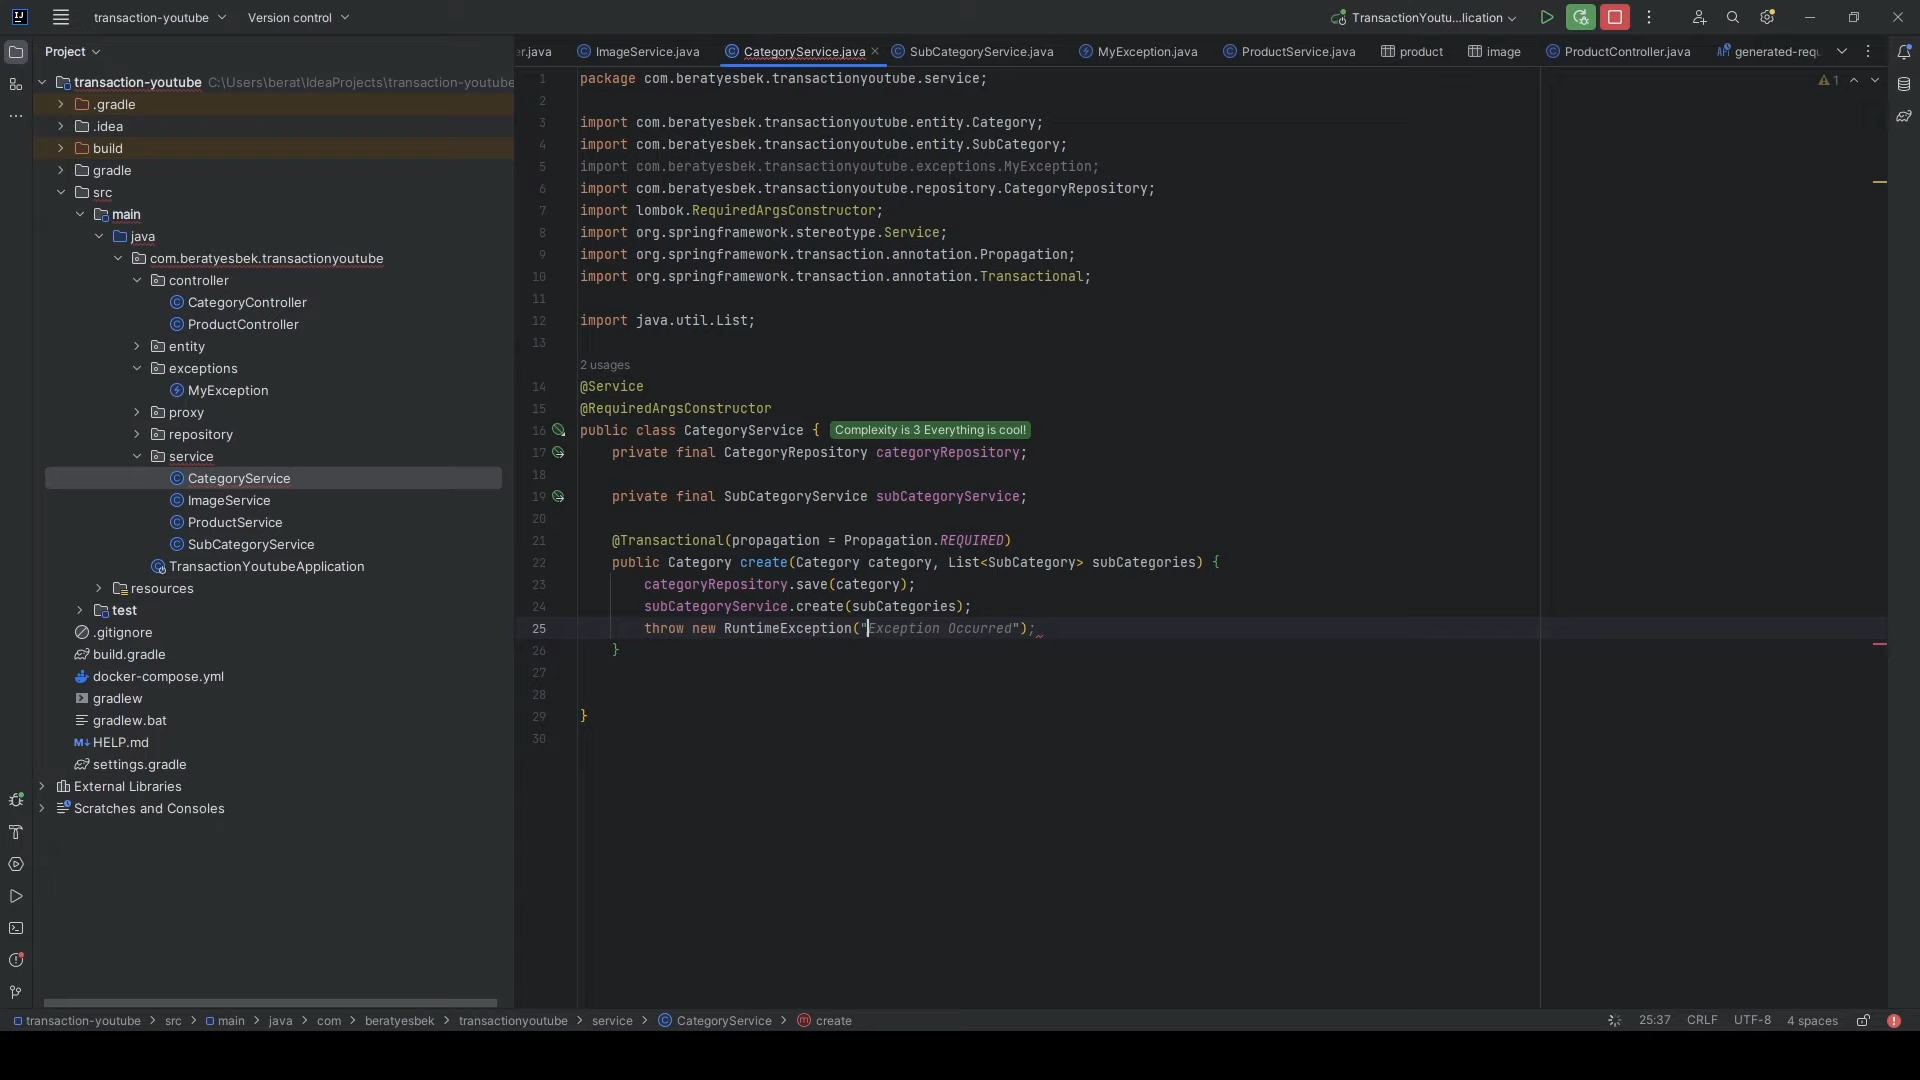 transaction-youtube
Version control
TransactionYoutu...lication
Project
er.java
ImageService.java
CategoryService.java
SubCategoryService.java
MyException.java
ProductService.java
product
image
ProductController.java
generated-requ
transaction-youtube C:\Users\berat\IdeaProjects\transaction-youtube
.gradle
.idea
build
gradle
src
main
java
com.beratyesbek.transactionyoutube
controller
CategoryController
ProductController
entity
exceptions
MyException
proxy
repository
service
CategoryService
ImageService
ProductService
SubCategoryService
TransactionYoutubeApplication
resources
test
.gitignore
build.gradle
docker-compose.yml
gradlew
gradlew.bat
HELP.md
settings.gradle
External Libraries
Scratches and Consoles
1 package com.beratyesbek.transactionyoutube.service;
1
2
3 import com.beratyesbek.transactionyoutube.entity.Category;
4 import com.beratyesbek.transactionyoutube.entity.SubCategory;
5 import com.beratyesbek.transactionyoutube.exceptions.MyException;
6 import com.beratyesbek.transactionyoutube.repository.CategoryRepository;
7 import lombok.RequiredArgsConstructor;
8 import org.springframework.stereotype.Service;
9 import org.springframework.transaction.annotation.Propagation;
10 import org.springframework.transaction.annotation.Transactional;
11
12 import java.util.List;
13
2 usages
14 @Service
15 @RequiredArgsConstructor
16 public class CategoryService { Complexity is 3 Everything is cool!
17 private final CategoryRepository categoryRepository;
18
19 private final SubCategoryService subCategoryService;
20
21 @Transactional(propagation = Propagation.REQUIRED)
22 public Category create(Category category, List<SubCategory> subCategories) {
23 categoryRepository.save(category);
24 subCategoryService.create(subCategories);
25 throw new RuntimeException("Exception Occurred");
26 }
27
28
29 }
30
transaction-youtube > src > main > java > com > beratyesbek > transactionyoutube > service > CategoryService > create
25:37
CRLF
UTF-8
4 spaces